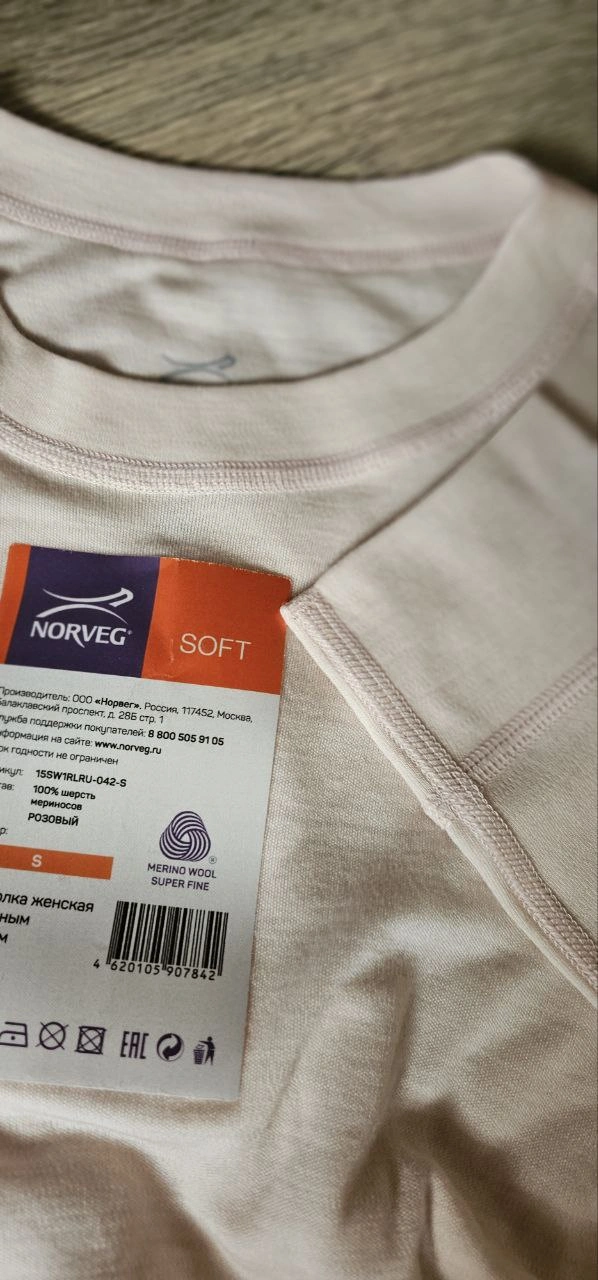 NORVEG®
SOFT
Производитель: ООО «Норвег». Россия, 117452, Москва,
Балаклавский проспект, д. 28Б стр. 1
лужба поддержки покупателей: 8 800 505 91 05
нформация на сайте: www.norveg.ru
ок годности не ограничен
икул: 15SW1RLRU-042-S
тав: 100% шерсть
мериносов
РОЗОВЫЙ
р:
S
MERINO WOOL
SUPER FINE
®
олка женская
ным
м
4 620105 907842
EAC